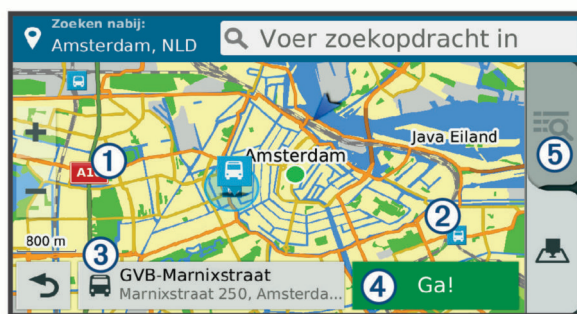 Zoeken nabij:
Amsterdam, NLD
Voer zoekopdracht in
Java Eiland
Amsterdam
1
A10
5
2
800 m
3
GVB-Marnixstraat
Marnixstraat 250, Amsterda...
4
Ga!